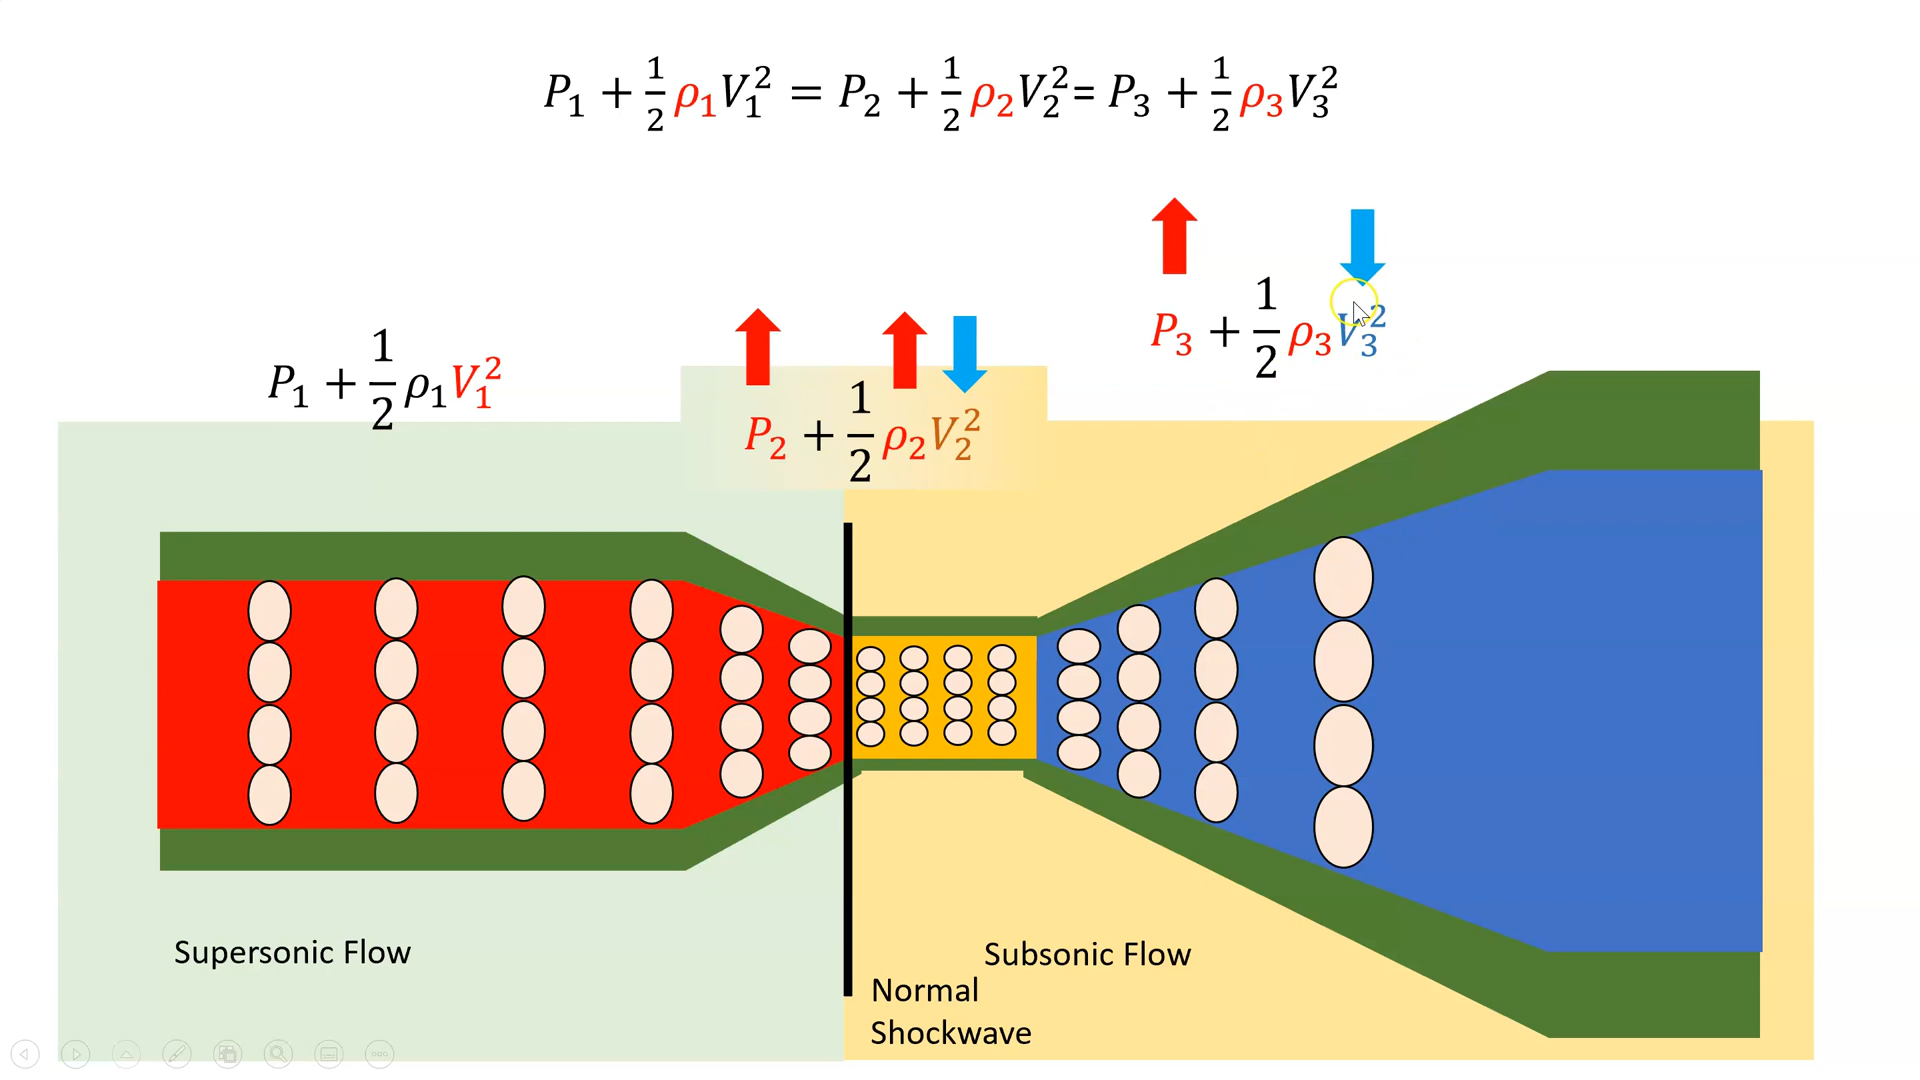 P₁ + ½ρ₁V₁² = P₂ + ½ρ₂V₂² = P₃ + ½ρ₃V₃²
P₃ + ½ρ₃V₃²
P₁ + ½ρ₁V₁²
P₂ + ½ρ₂V₂²
Supersonic Flow
Subsonic Flow
Normal
Shockwave